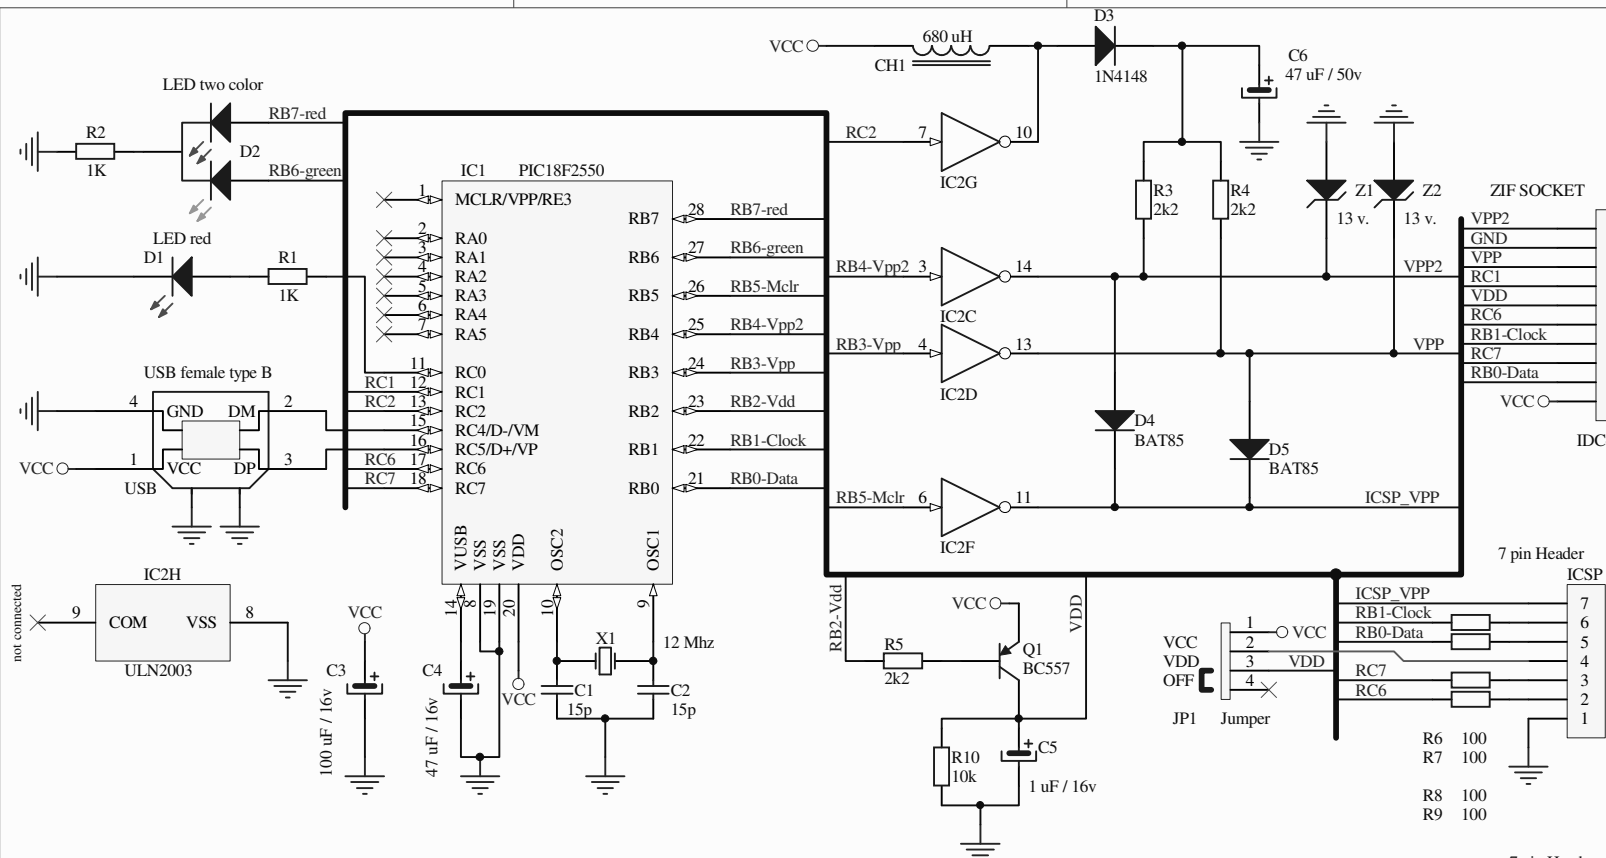 VCC
680 uH
CH1
D3
1N4148
C6
47 uF / 50v
LED two color
RB7-red
R2
1K
D2
RB6-green
RC2
7
10
IC2G
IC1
PIC18F2550
1
MCLR/VPP/RE3
2
RA0
3
RA1
4
RA2
5
RA3
6
RA4
7
RA5
11
RC0
RC1
12
RC1
RC2
13
RC2
15
RC4/D-/VM
16
RC5/D+/VP
RC6
17
RC6
RC7
18
RC7
RB7
28
RB7-red
RB6
27
RB6-green
RB5
26
RB5-Mclr
RB4
25
RB4-Vpp2
RB3
24
RB3-Vpp
RB2
23
RB2-Vdd
RB1
22
RB1-Clock
RB0
21
RB0-Data
VUSB
VSS
VSS
VDD
OSC2
OSC1
14
8
19
20
10
9
LED red
D1
R1
1K
USB female type B
4
GND
DM
2
VCC
1
VCC
DP
3
USB
R3
2k2
R4
2k2
Z1
13 v.
Z2
13 v.
RB4-Vpp2
3
14
VPP2
IC2C
RB3-Vpp
4
13
VPP
IC2D
D4
BAT85
D5
BAT85
RB5-Mclr
6
11
ICSP_VPP
IC2F
ZIF SOCKET
VPP2
GND
VPP
RC1
VDD
RC6
RB1-Clock
RC7
RB0-Data
VCC
IDC
not connected
IC2H
9
COM
VSS
8
ULN2003
VCC
C3
100 uF / 16v
C4
47 uF / 16v
VCC
X1
12 Mhz
C1
15p
C2
15p
RB2-Vdd
VCC
VDD
R5
2k2
Q1
BC557
R10
10k
C5
1 uF / 16v
VCC
VDD
OFF
1
2
3
4
VCC
VDD
JP1
Jumper
7 pin Header
ICSP
ICSP_VPP
7
RB1-Clock
6
RB0-Data
5
4
RC7
3
RC6
2
1
R6 100
R7 100
R8 100
R9 100